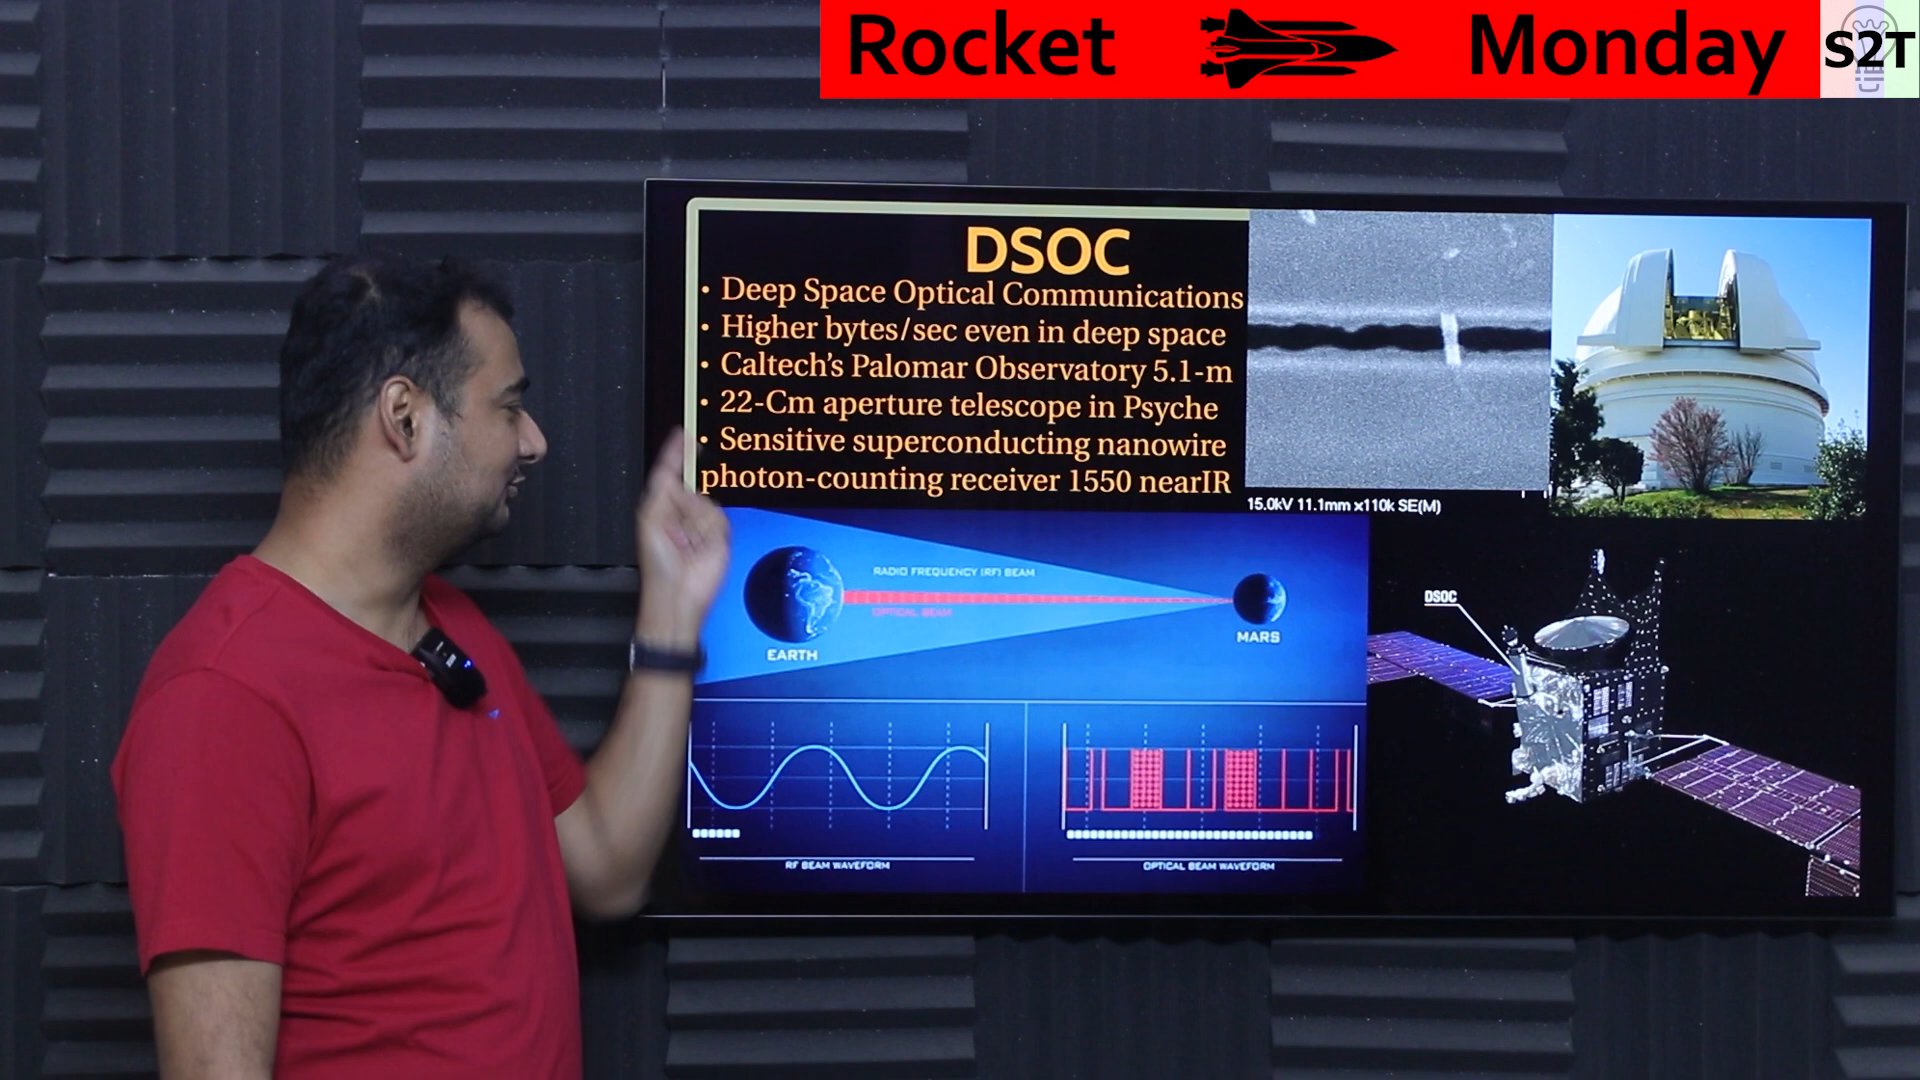 Rocket Monday
S2T
DSOC
• Deep Space Optical Communications
• Higher bytes/sec even in deep space
• Caltech's Palomar Observatory 5.1-m
• 22-Cm aperture telescope in Psyche
• Sensitive superconducting nanowire
photon-counting receiver 1550 nearIR
15.0kV 11.1mm x110k SE(M)
RADIO FREQUENCY (RF) BEAM
OPTICAL BEAM
EARTH
MARS
DSOC
RF BEAM WAVEFORM
OPTICAL BEAM WAVEFORM